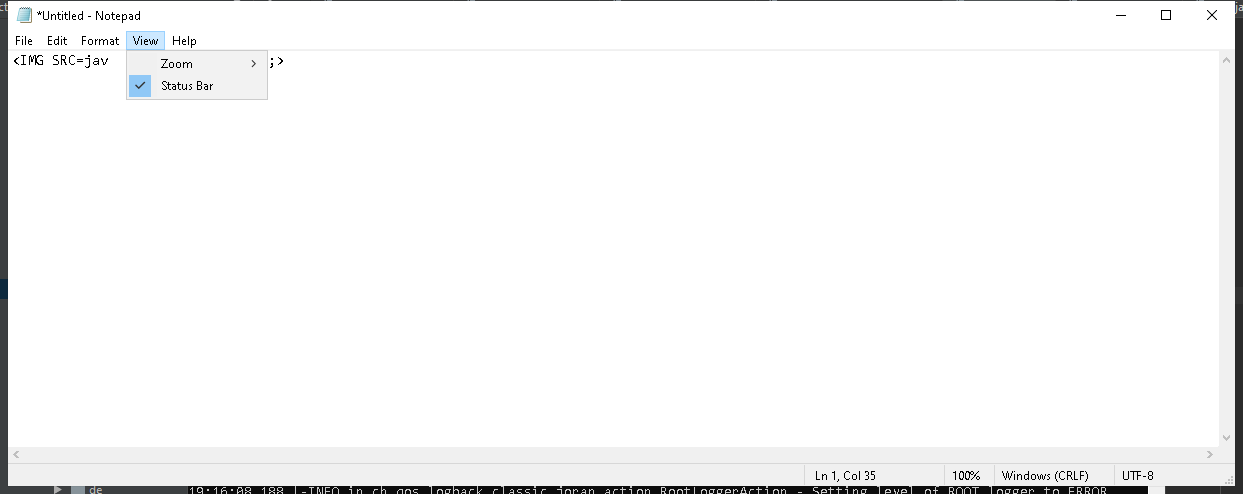 *Untitled - Notepad
File Edit Format View Help
<IMG SRC=jav ;>
Zoom
Status Bar
Ln 1, Col 35 100% Windows (CRLF) UTF-8
de 19:16:08,188 |-INFO in ch.qos.logback.classic.joran.action.RootLoggerAction - Setting level of ROOT logger to ERROR